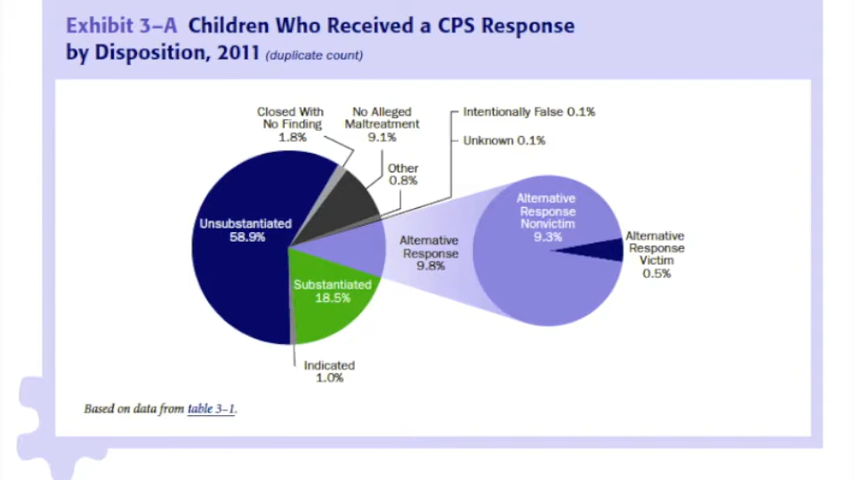 Exhibit 3–A Children Who Received a CPS Response
by Disposition, 2011 (duplicate count)
Closed With
No Finding
1.8%
No Alleged
Maltreatment
9.1%
Intentionally False 0.1%
Unknown 0.1%
Other
0.8%
Unsubstantiated
58.9%
Alternative
Response
9.8%
Alternative
Response
Nonvictim
9.3%
Alternative
Response
Victim
0.5%
Substantiated
18.5%
Indicated
1.0%
Based on data from table 3–1.